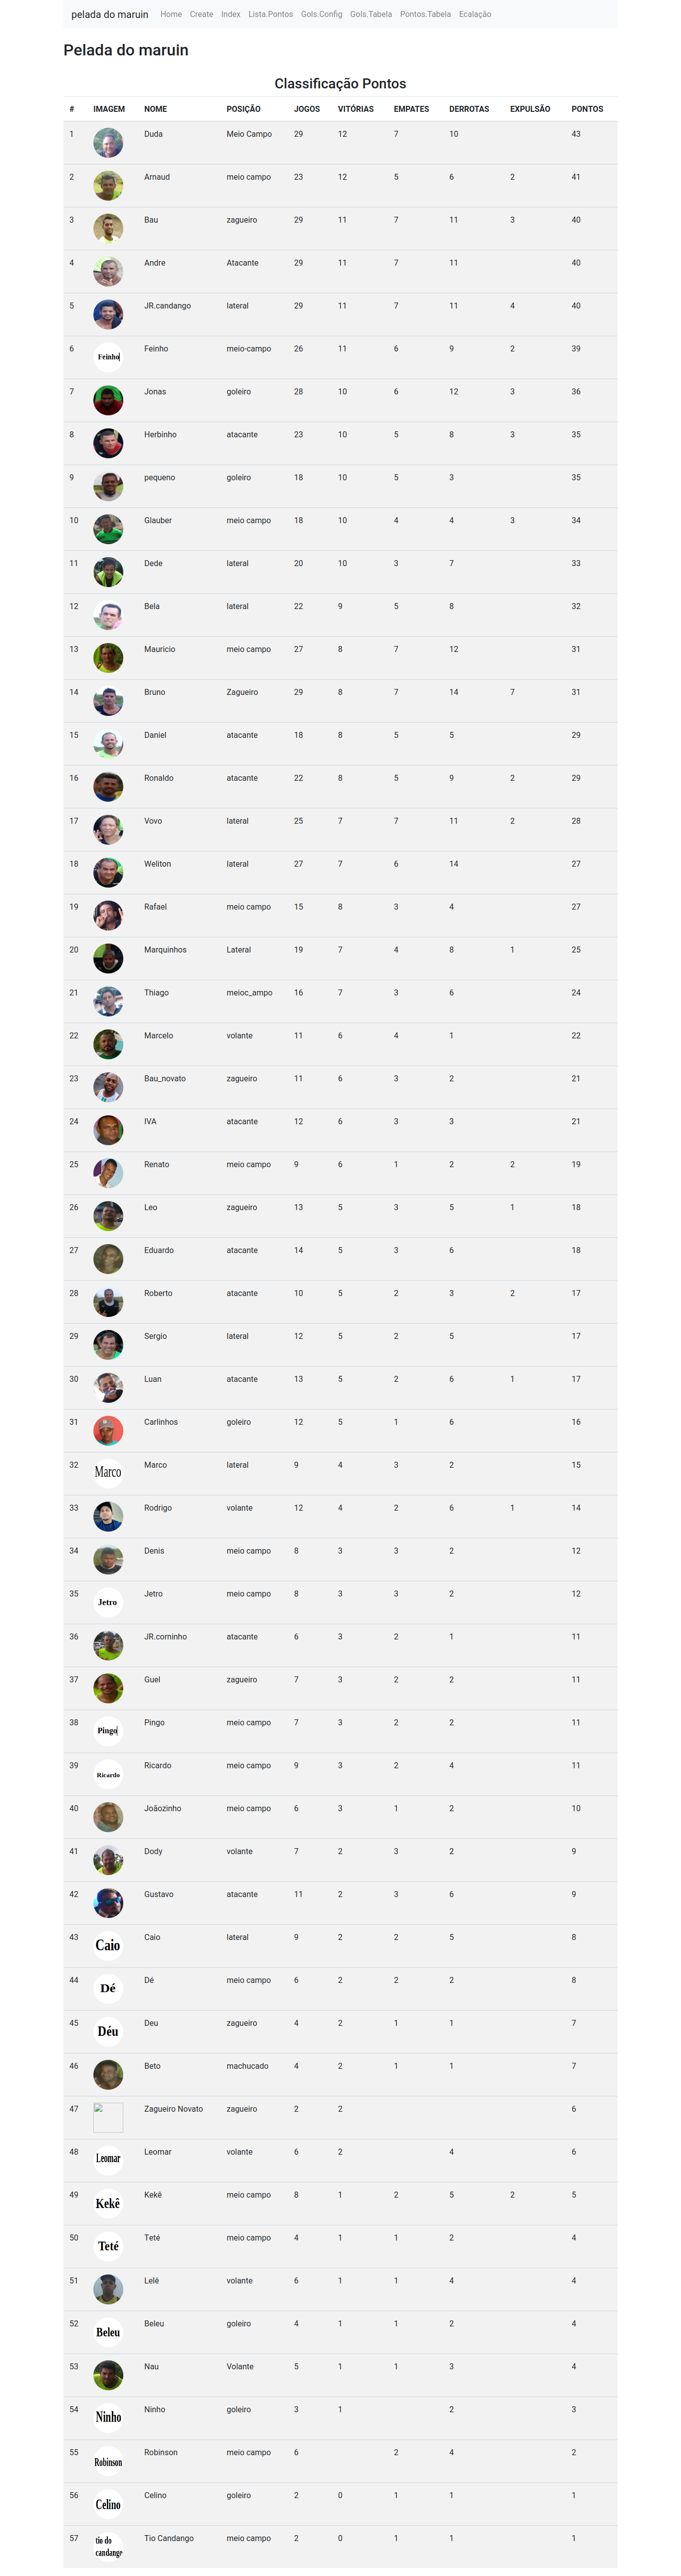 pelada do maruin Home Create Index Lista.Pontos Gols.Config Gols.Tabela Pontos.Tabela Ecalação
Pelada do maruin
Classificação Pontos
# IMAGEM NOME POSIÇÃO JOGOS VITÓRIAS EMPATES DERROTAS EXPULSÃO PONTOS
1 Duda Meio Campo 29 12 7 10 43
2 Arnaud meio campo 23 12 5 6 2 41
3 Bau zagueiro 29 11 7 11 3 40
4 Andre Atacante 29 11 7 11 40
5 JR.candango lateral 29 11 7 11 4 40
6 Feinho Feinho meio-campo 26 11 6 9 2 39
7 Jonas goleiro 28 10 6 12 3 36
8 Herbinho atacante 23 10 5 8 3 35
9 pequeno goleiro 18 10 5 3 35
10 Glauber meio campo 18 10 4 4 3 34
11 Dede lateral 20 10 3 7 33
12 Bela lateral 22 9 5 8 32
13 Mauricio meio campo 27 8 7 12 31
14 Bruno Zagueiro 29 8 7 14 7 31
15 Daniel atacante 18 8 5 5 29
16 Ronaldo atacante 22 8 5 9 2 29
17 Vovo lateral 25 7 7 11 2 28
18 Weliton lateral 27 7 6 14 27
19 Rafael meio campo 15 8 3 4 27
20 Marquinhos Lateral 19 7 4 8 1 25
21 Thiago meioc_ampo 16 7 3 6 24
22 Marcelo volante 11 6 4 1 22
23 Bau_novato zagueiro 11 6 3 2 21
24 IVA atacante 12 6 3 3 21
25 Renato meio campo 9 6 1 2 2 19
26 Leo zagueiro 13 5 3 5 1 18
27 Eduardo atacante 14 5 3 6 18
28 Roberto atacante 10 5 2 3 2 17
29 Sergio lateral 12 5 2 5 17
30 Luan atacante 13 5 2 6 1 17
31 Carlinhos goleiro 12 5 1 6 16
32 Marco Marco lateral 9 4 3 2 15
33 Rodrigo volante 12 4 2 6 1 14
34 Denis meio campo 8 3 3 2 12
35 Jetro Jetro meio campo 8 3 3 2 12
36 JR.corninho atacante 6 3 2 1 11
37 Guel zagueiro 7 3 2 2 11
38 Pingo Pingo meio campo 7 3 2 2 11
39 Ricardo Ricardo meio campo 9 3 2 4 11
40 Joãozinho meio campo 6 3 1 2 10
41 Dody volante 7 2 3 2 9
42 Gustavo atacante 11 2 3 6 9
43 Caio Caio lateral 9 2 2 5 8
44 Dé Dé meio campo 6 2 2 2 8
45 Déu Deu zagueiro 4 2 1 1 7
46 Beto machucado 4 2 1 1 7
47 Zagueiro Novato zagueiro 2 2 6
48 Leomar Leomar volante 6 2 4 6
49 Kekê Kekê meio campo 8 1 2 5 2 5
50 Teté Teté meio campo 4 1 1 2 4
51 Lelê volante 6 1 1 4 4
52 Beleu Beleu goleiro 4 1 1 2 4
53 Nau Volante 5 1 1 3 4
54 Ninho Ninho goleiro 3 1 2 3
55 Robinson Robinson meio campo 6 2 4 2
56 Celino Celino goleiro 2 0 1 1 1
57 tio do candango Tio Candango meio campo 2 0 1 1 1